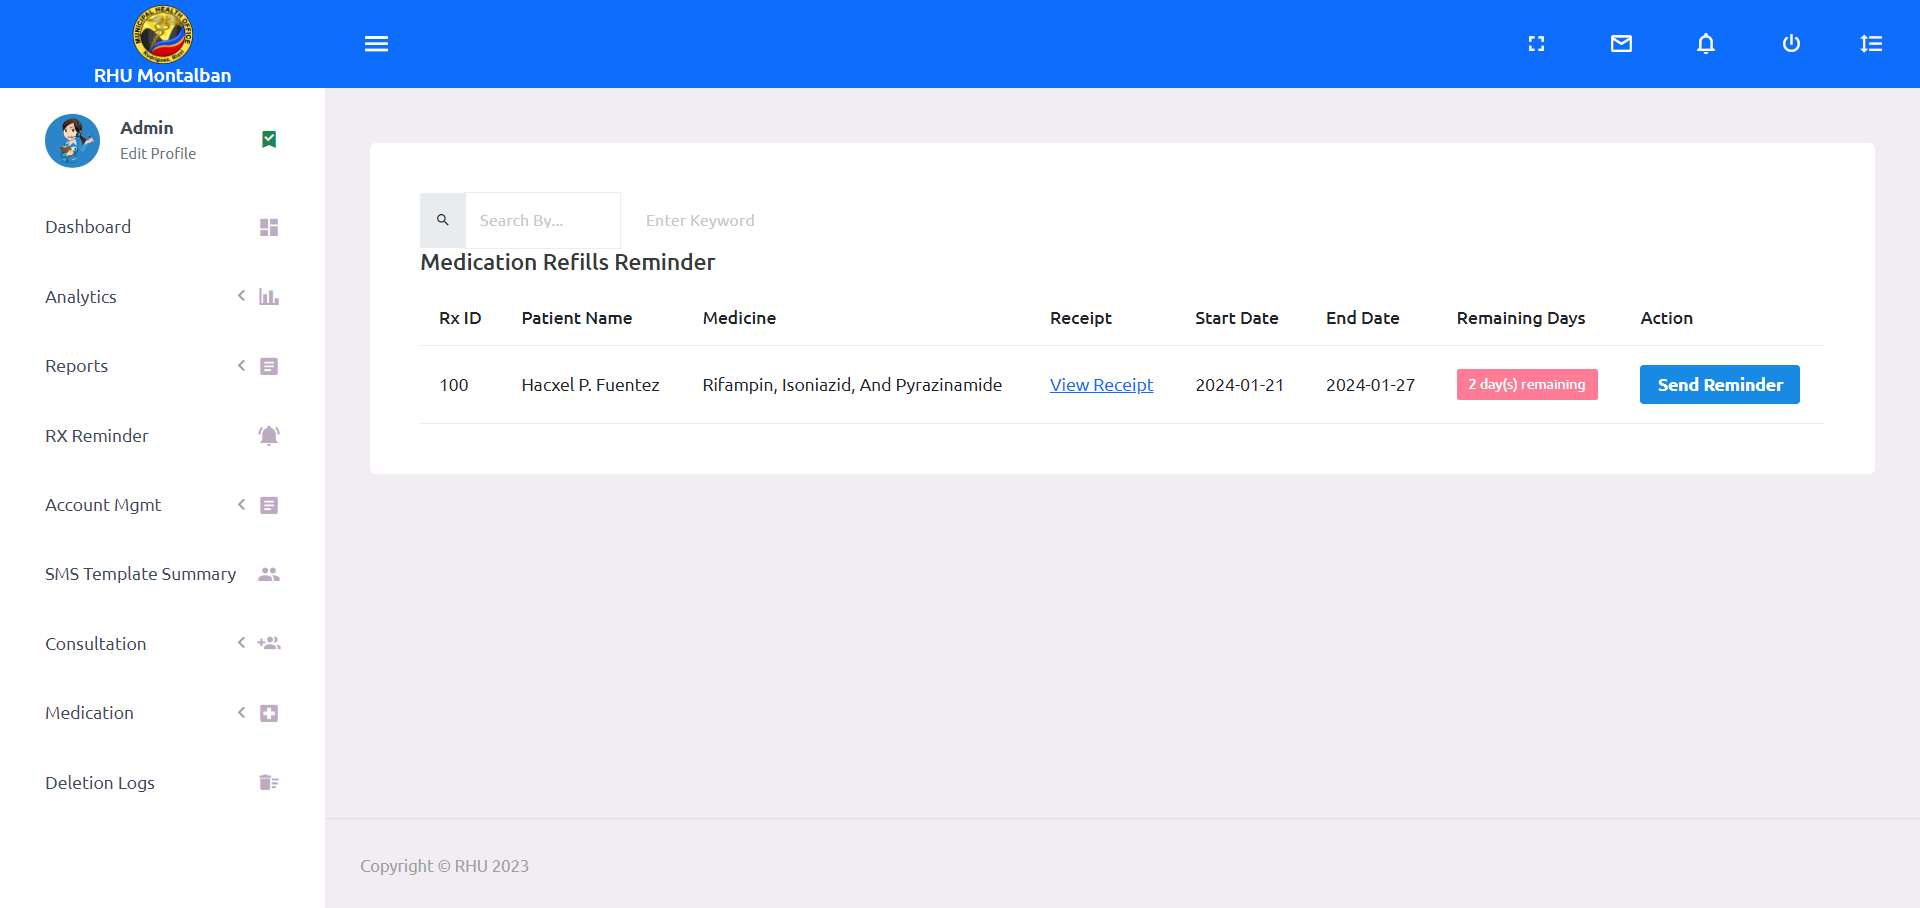 MUNICIPAL HEALTH OFFICE
RHU Montalban
Admin
Edit Profile
Dashboard
Analytics
Reports
RX Reminder
Account Mgmt
SMS Template Summary
Consultation
Medication
Deletion Logs
Search By... Enter Keyword
Medication Refills Reminder
Rx ID Patient Name Medicine Receipt Start Date End Date Remaining Days Action
100 Hacxel P. Fuentez Rifampin, Isoniazid, And Pyrazinamide View Receipt 2024-01-21 2024-01-27 2 day(s) remaining Send Reminder
Copyright © RHU 2023